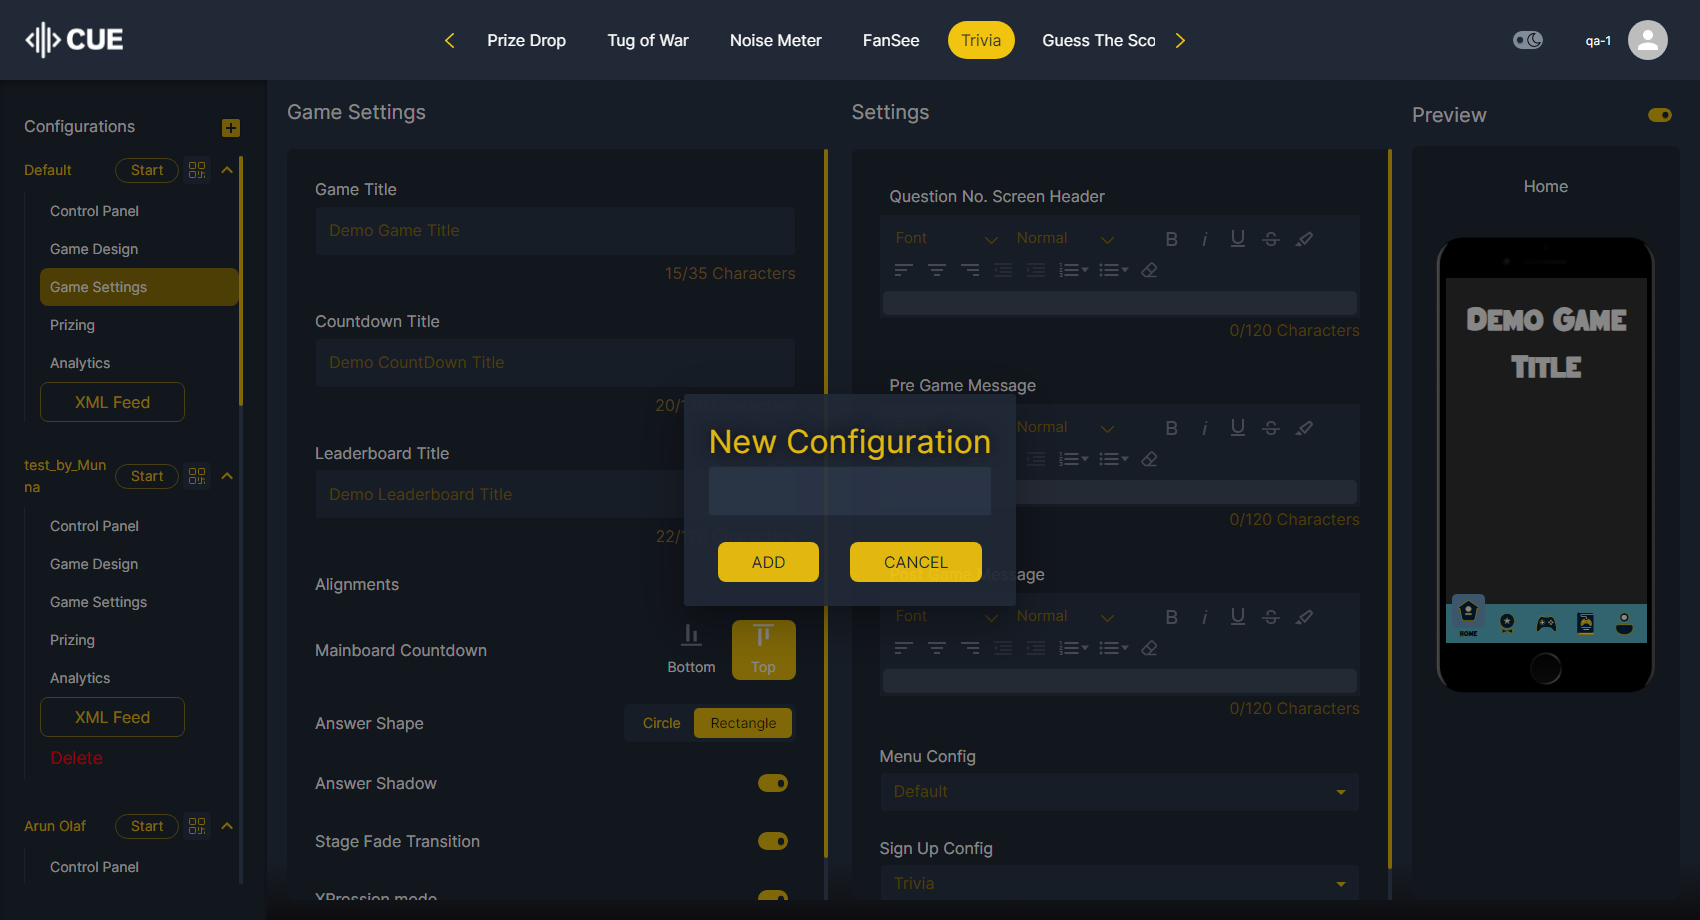 CUE
Prize Drop
Tug of War
Noise Meter
FanSee
Trivia
Guess The Sco
qa-1
Configurations
Default
Start
Control Panel
Game Design
Game Settings
Prizing
Analytics
XML Feed
test_by_Mun
na
Start
Control Panel
Game Design
Game Settings
Prizing
Analytics
XML Feed
Delete
Arun Olaf
Start
Control Panel
Game Settings
Game Title
Demo Game Title
15/35 Characters
Countdown Title
Demo CountDown Title
20/
Leaderboard Title
Demo Leaderboard Title
22/
Alignments
Mainboard Countdown
Bottom
Top
Answer Shape
Circle
Rectangle
Answer Shadow
Stage Fade Transition
XPression mode
New Configuration
ADD
CANCEL
Settings
Question No. Screen Header
Font
Normal
B
i
U
S
0/120 Characters
Pre Game Message
Normal
B
i
U
S
0/120 Characters
Post Game Message
Font
Normal
B
i
U
S
0/120 Characters
Menu Config
Default
Sign Up Config
Trivia
Preview
Home
Demo Game
Title
HOME